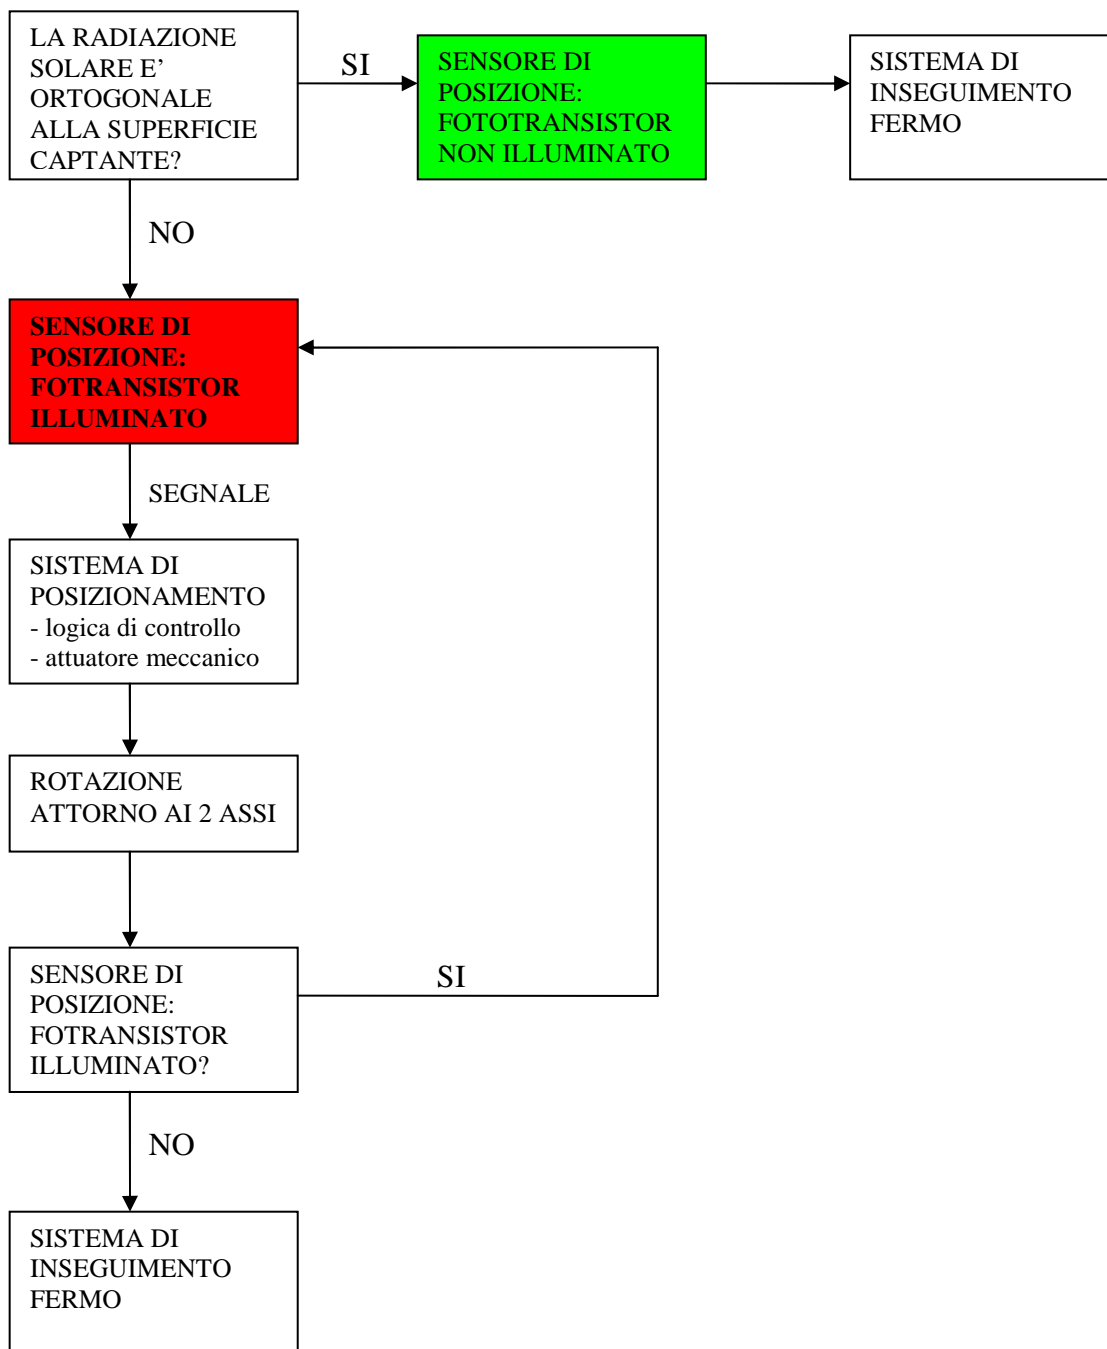 LA RADIAZIONE
SOLARE E’
ORTOGONALE
ALLA SUPERFICIE
CAPTANTE?
SI
SENSORE DI
POSIZIONE:
FOTOTRANSISTOR
NON ILLUMINATO
SISTEMA DI
INSEGUIMENTO
FERMO
NO
SENSORE DI
POSIZIONE:
FOTRANSISTOR
ILLUMINATO
SEGNALE
SISTEMA DI
POSIZIONAMENTO
- logica di controllo
- attuatore meccanico
ROTAZIONE
ATTORNO AI 2 ASSI
SENSORE DI
POSIZIONE:
FOTRANSISTOR
ILLUMINATO?
SI
NO
SISTEMA DI
INSEGUIMENTO
FERMO